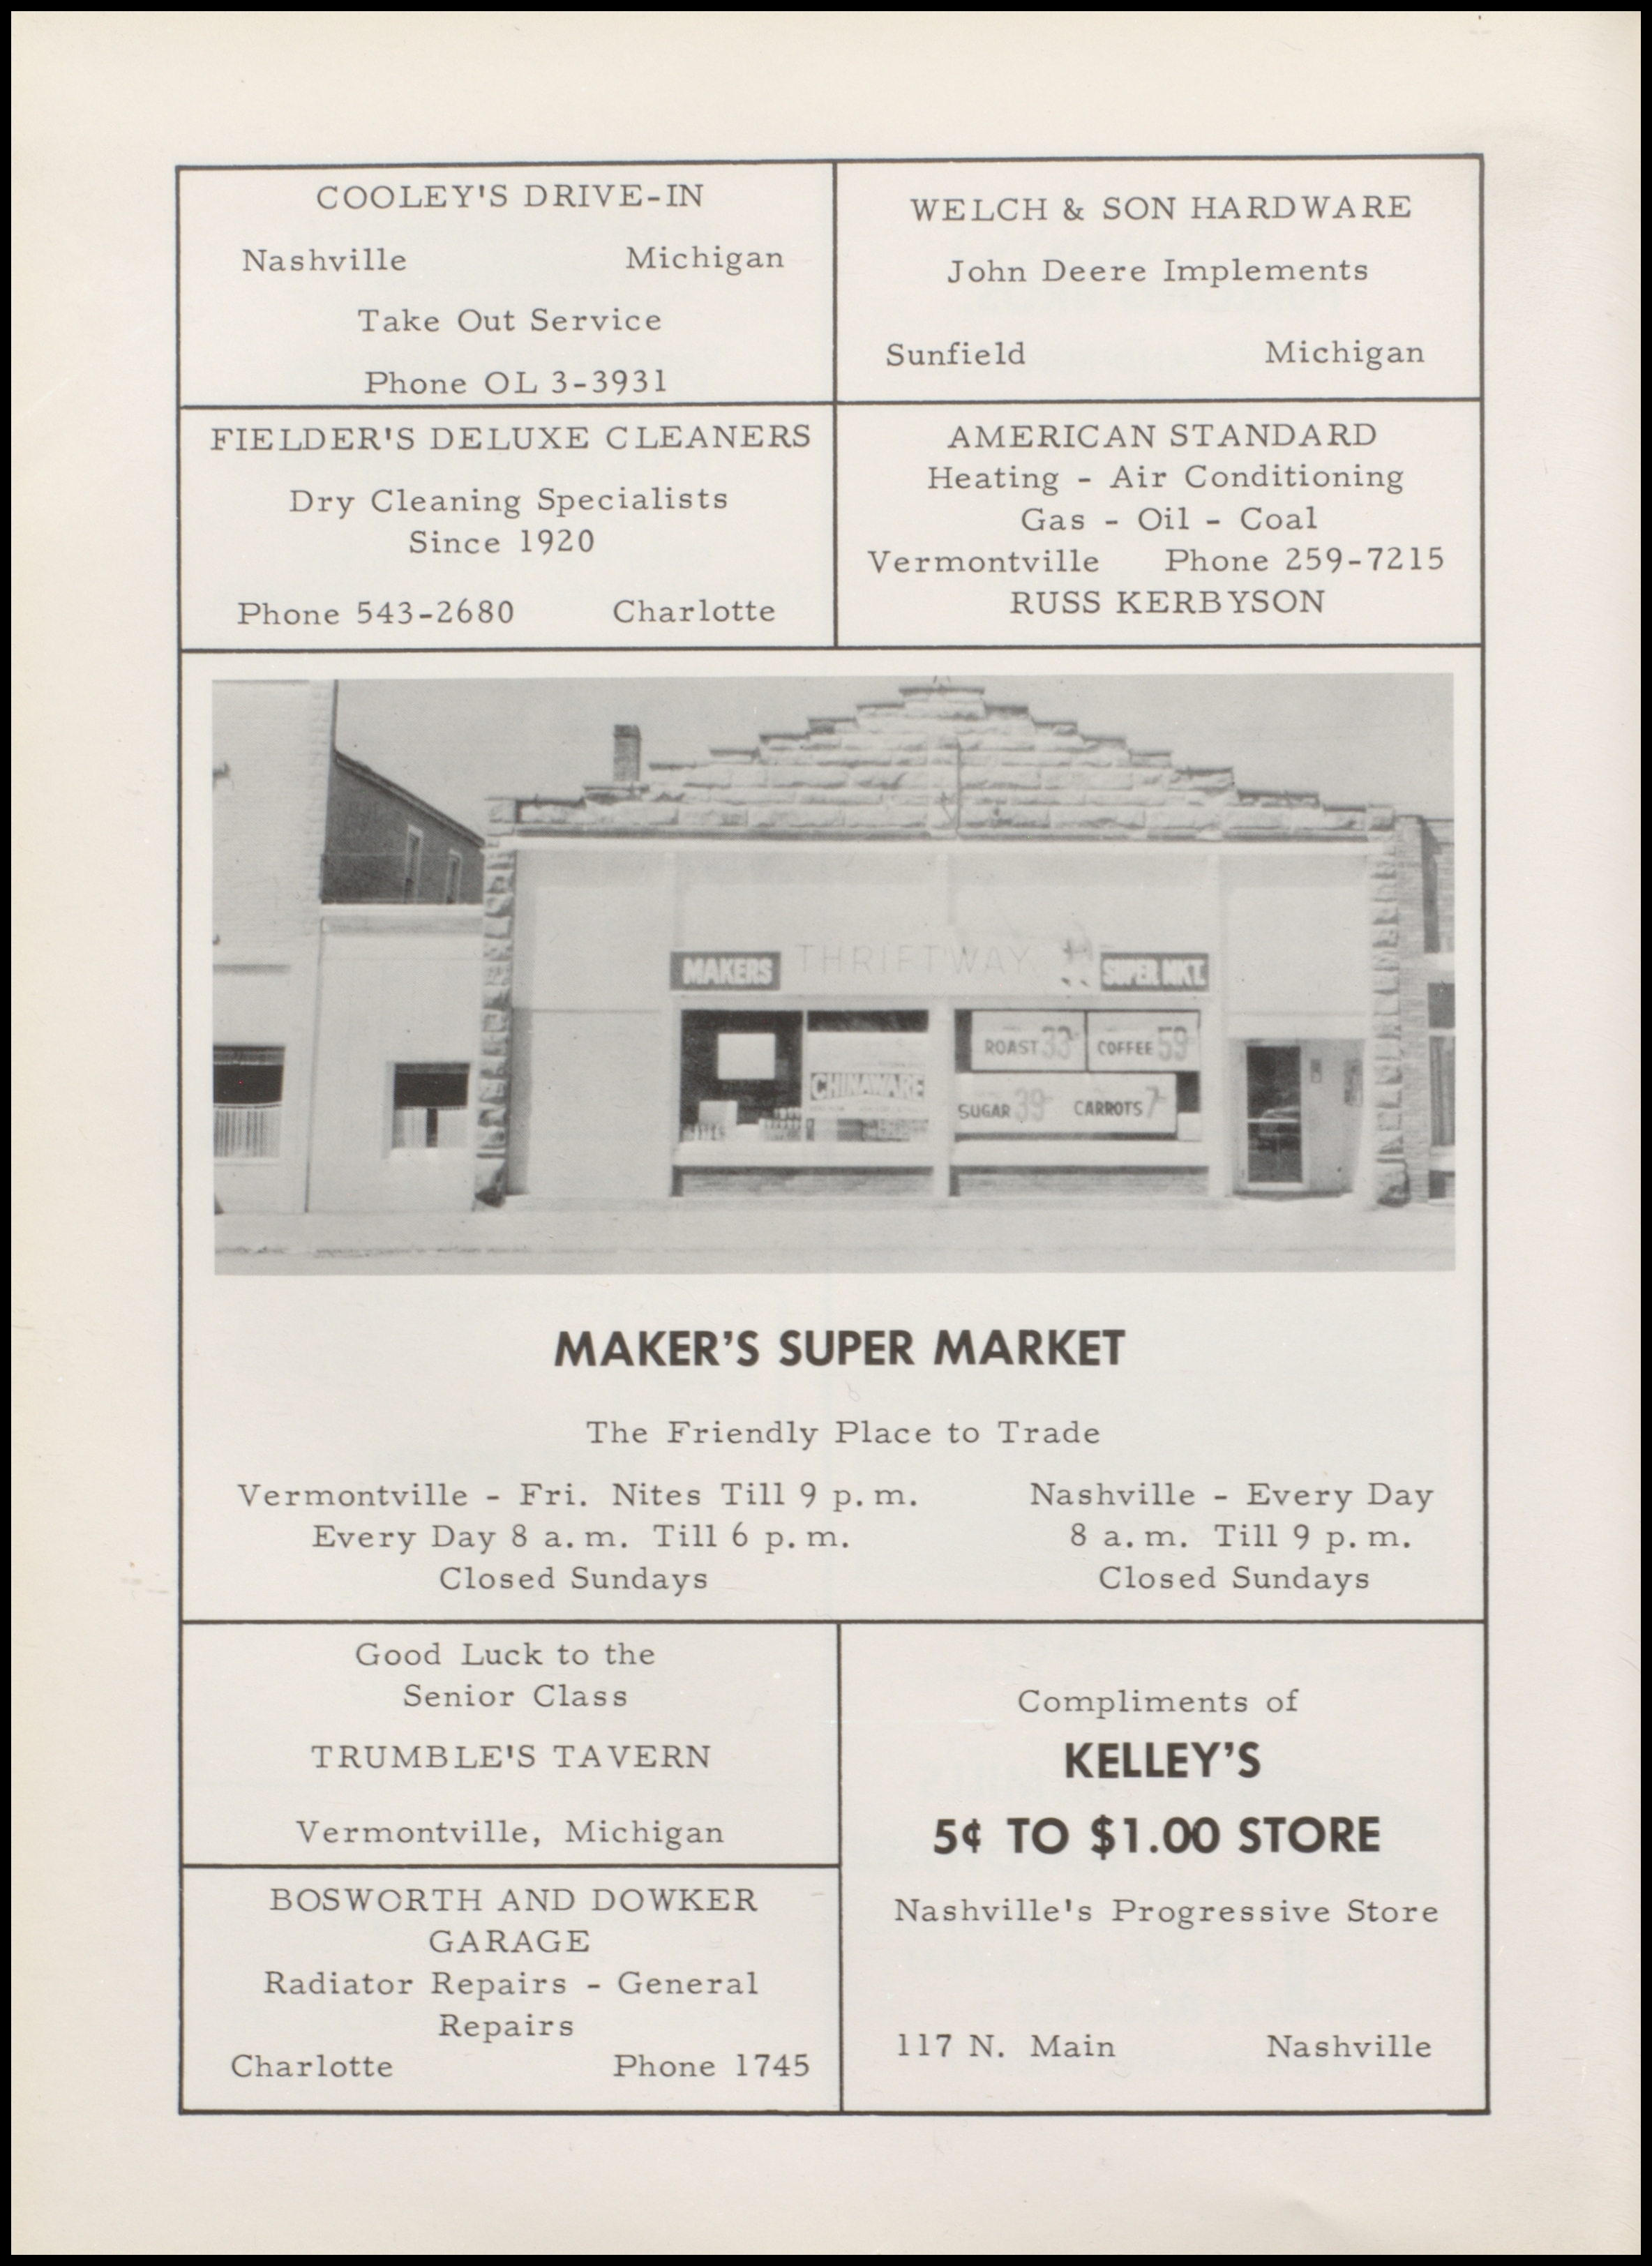 COOLEY'S DRIVE-IN
Nashville Michigan
Take Out Service
Phone OL 3-3931
WELCH & SON HARDWARE
John Deere Implements
Sunfield Michigan
FIELDER'S DELUXE CLEANERS
Dry Cleaning Specialists
Since 1920
Phone 543-2680 Charlotte
AMERICAN STANDARD
Heating - Air Conditioning
Gas - Oil - Coal
Vermontville Phone 259-7215
RUSS KERBYSON
MAKERS THRIFTWAY SUPER MKT.
ROAST 33 COFFEE 59
CHINAWARE
SUGAR 39 CARROTS 7
MAKER'S SUPER MARKET
The Friendly Place to Trade
Vermontville - Fri. Nites Till 9 p.m.
Every Day 8 a.m. Till 6 p.m.
Closed Sundays
Nashville - Every Day
8 a.m. Till 9 p.m.
Closed Sundays
Good Luck to the
Senior Class
TRUMBLE'S TAVERN
Vermontville, Michigan
BOSWORTH AND DOWKER
GARAGE
Radiator Repairs - General
Repairs
Charlotte Phone 1745
Compliments of
KELLEY'S
5¢ TO $1.00 STORE
Nashville's Progressive Store
117 N. Main Nashville